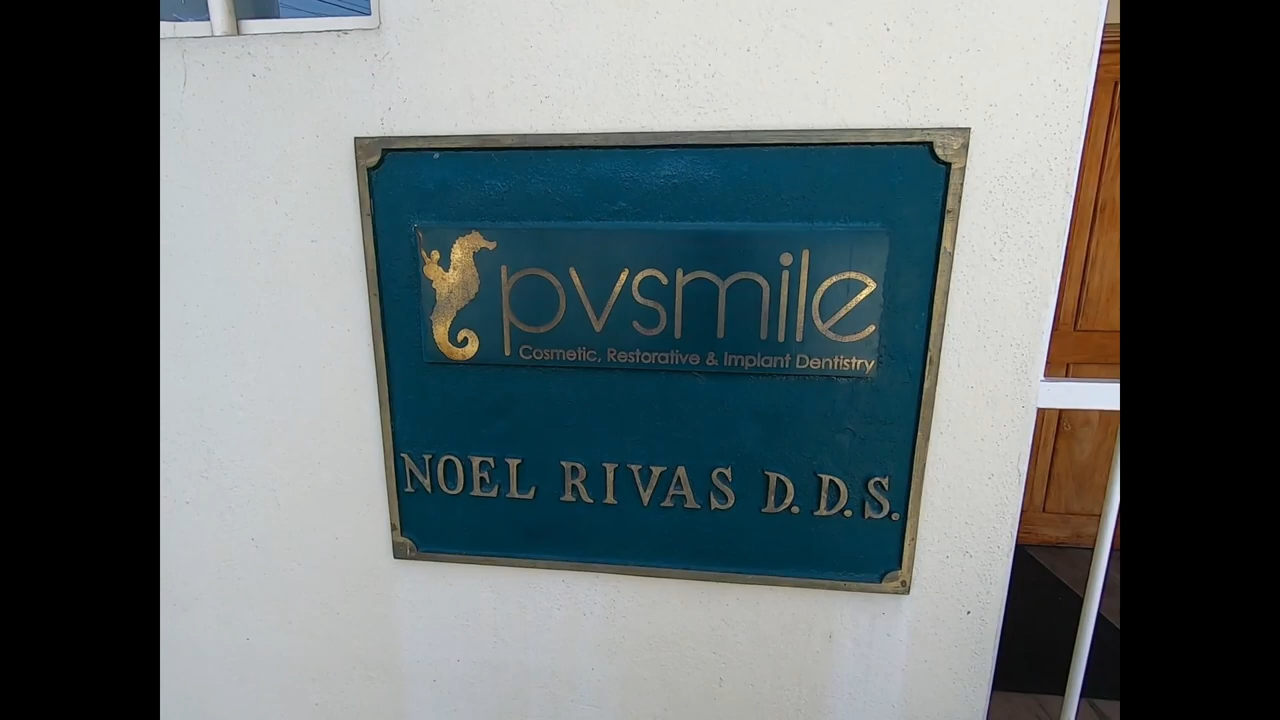 pvsmile
Cosmetic, Restorative & Implant Dentistry
NOEL RIVAS D.D.S.